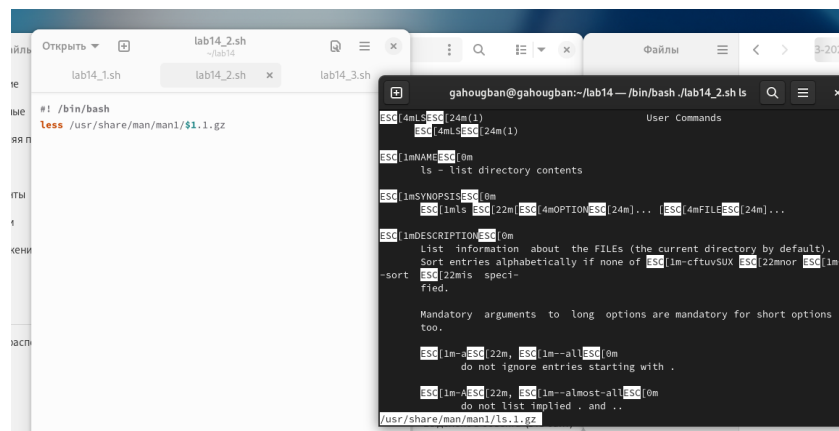 Открыть
lab14_2.sh
~/lab14
lab14_1.sh
lab14_2.sh
lab14_3.sh
#! /bin/bash
less /usr/share/man/man1/$1.1.gz
Файлы
gahougban@gahougban:~/lab14 — /bin/bash ./lab14_2.sh ls
ESC[4mLSESC[24m(1) User Commands
ESC[4mLSESC[24m(1)
ESC[1mNAMEESC[0m
ls - list directory contents
ESC[1mSYNOPSISESC[0m
ESC[1mls ESC[22m[ESC[4mOPTIONESC[24m]... [ESC[4mFILEESC[24m]...
ESC[1mDESCRIPTIONESC[0m
List information about the FILEs (the current directory by default).
Sort entries alphabetically if none of ESC[1m-cftuvSUX ESC[22mnor ESC[1m-
-sort ESC[22mis speci-
fied.
Mandatory arguments to long options are mandatory for short options
too.
ESC[1m-aESC[22m, ESC[1m--allESC[0m
do not ignore entries starting with .
ESC[1m-AESC[22m, ESC[1m--almost-allESC[0m
do not list implied . and ..
/usr/share/man/man1/ls.1.gz